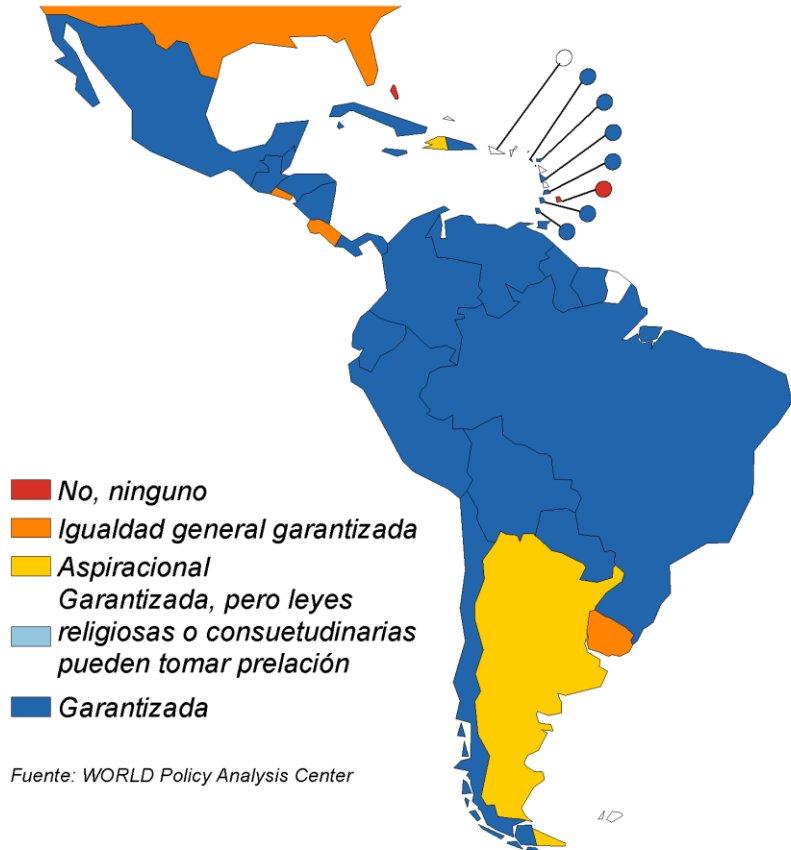 No, ninguno
Igualdad general garantizada
Aspiracional
Garantizada, pero leyes
religiosas o consuetudinarias
pueden tomar prelación
Garantizada
Fuente: WORLD Policy Analysis Center